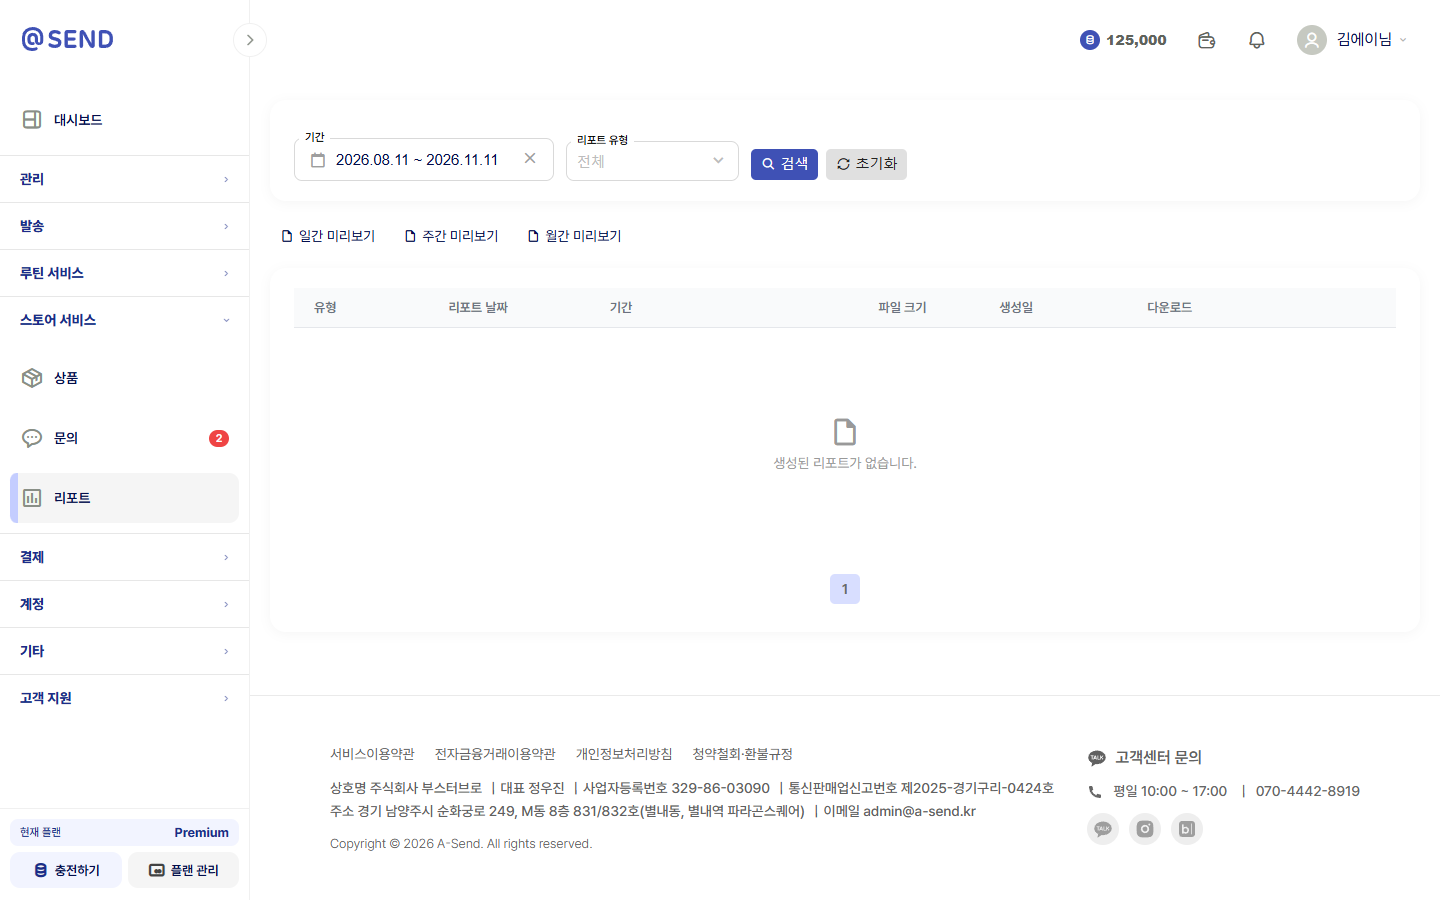 @SEND
125,000
김에이님
대시보드
관리
발송
루틴 서비스
스토어 서비스
상품
문의 2
리포트
결제
계정
기타
고객 지원
현재 플랜 Premium
충전하기 플랜 관리
기간
2026.08.11 ~ 2026.11.11
리포트 유형
전체
검색 초기화
일간 미리보기 주간 미리보기 월간 미리보기
유형 리포트 날짜 기간 파일 크기 생성일 다운로드
생성된 리포트가 없습니다.
1
서비스이용약관 전자금융거래이용약관 개인정보처리방침 청약철회·환불규정
상호명 주식회사 부스터브로 | 대표 정우진 | 사업자등록번호 329-86-03090 | 통신판매업신고번호 제2025-경기구리-0424호
주소 경기 남양주시 순화궁로 249, M동 8층 831/832호(별내동, 별내역 파라곤스퀘어) | 이메일 admin@a-send.kr
Copyright © 2026 A-Send. All rights reserved.
TALK 고객센터 문의
평일 10:00 ~ 17:00 | 070-4442-8919
TALK b|